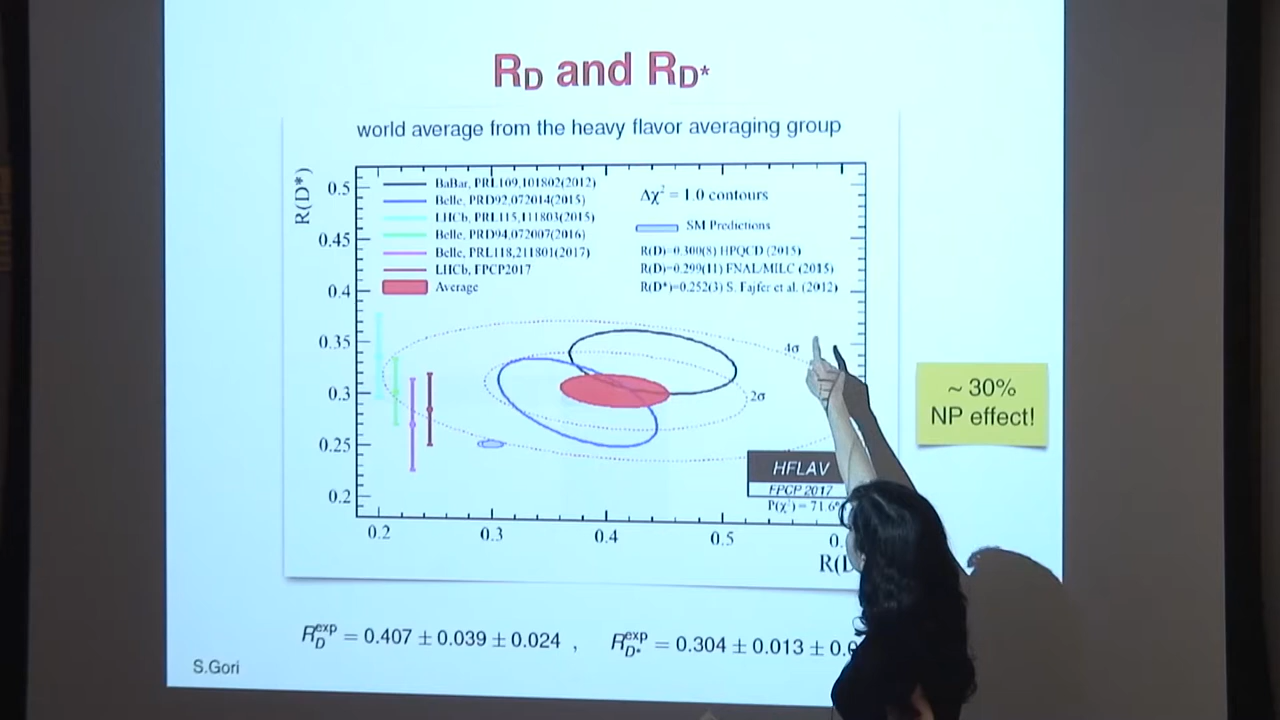 RD and RD*
world average from the heavy flavor averaging group
R(D*)
0.5
0.45
0.4
0.35
0.3
0.25
0.2
BaBar, PRL109,101802(2012)
Belle, PRD92,072014(2015)
LHCb, PRL115,111803(2015)
Belle, PRD94,072007(2016)
Belle, PRL118,211801(2017)
LHCb, FPCP2017
Average
Δχ² = 1.0 contours
SM Predictions
R(D)=0.300(8) HPQCD (2015)
R(D)=0.299(11) FNAL/MILC (2015)
R(D*)=0.252(3) S. Fajfer et al. (2012)
4σ
2σ
HFLAV
FPCP 2017
P(χ²) = 71.6%
0.2 0.3 0.4 0.5 0.
R(D
~ 30%
NP effect!
R_D^exp = 0.407 ± 0.039 ± 0.024 , R_D*^exp = 0.304 ± 0.013 ± 0.0
S.Gori